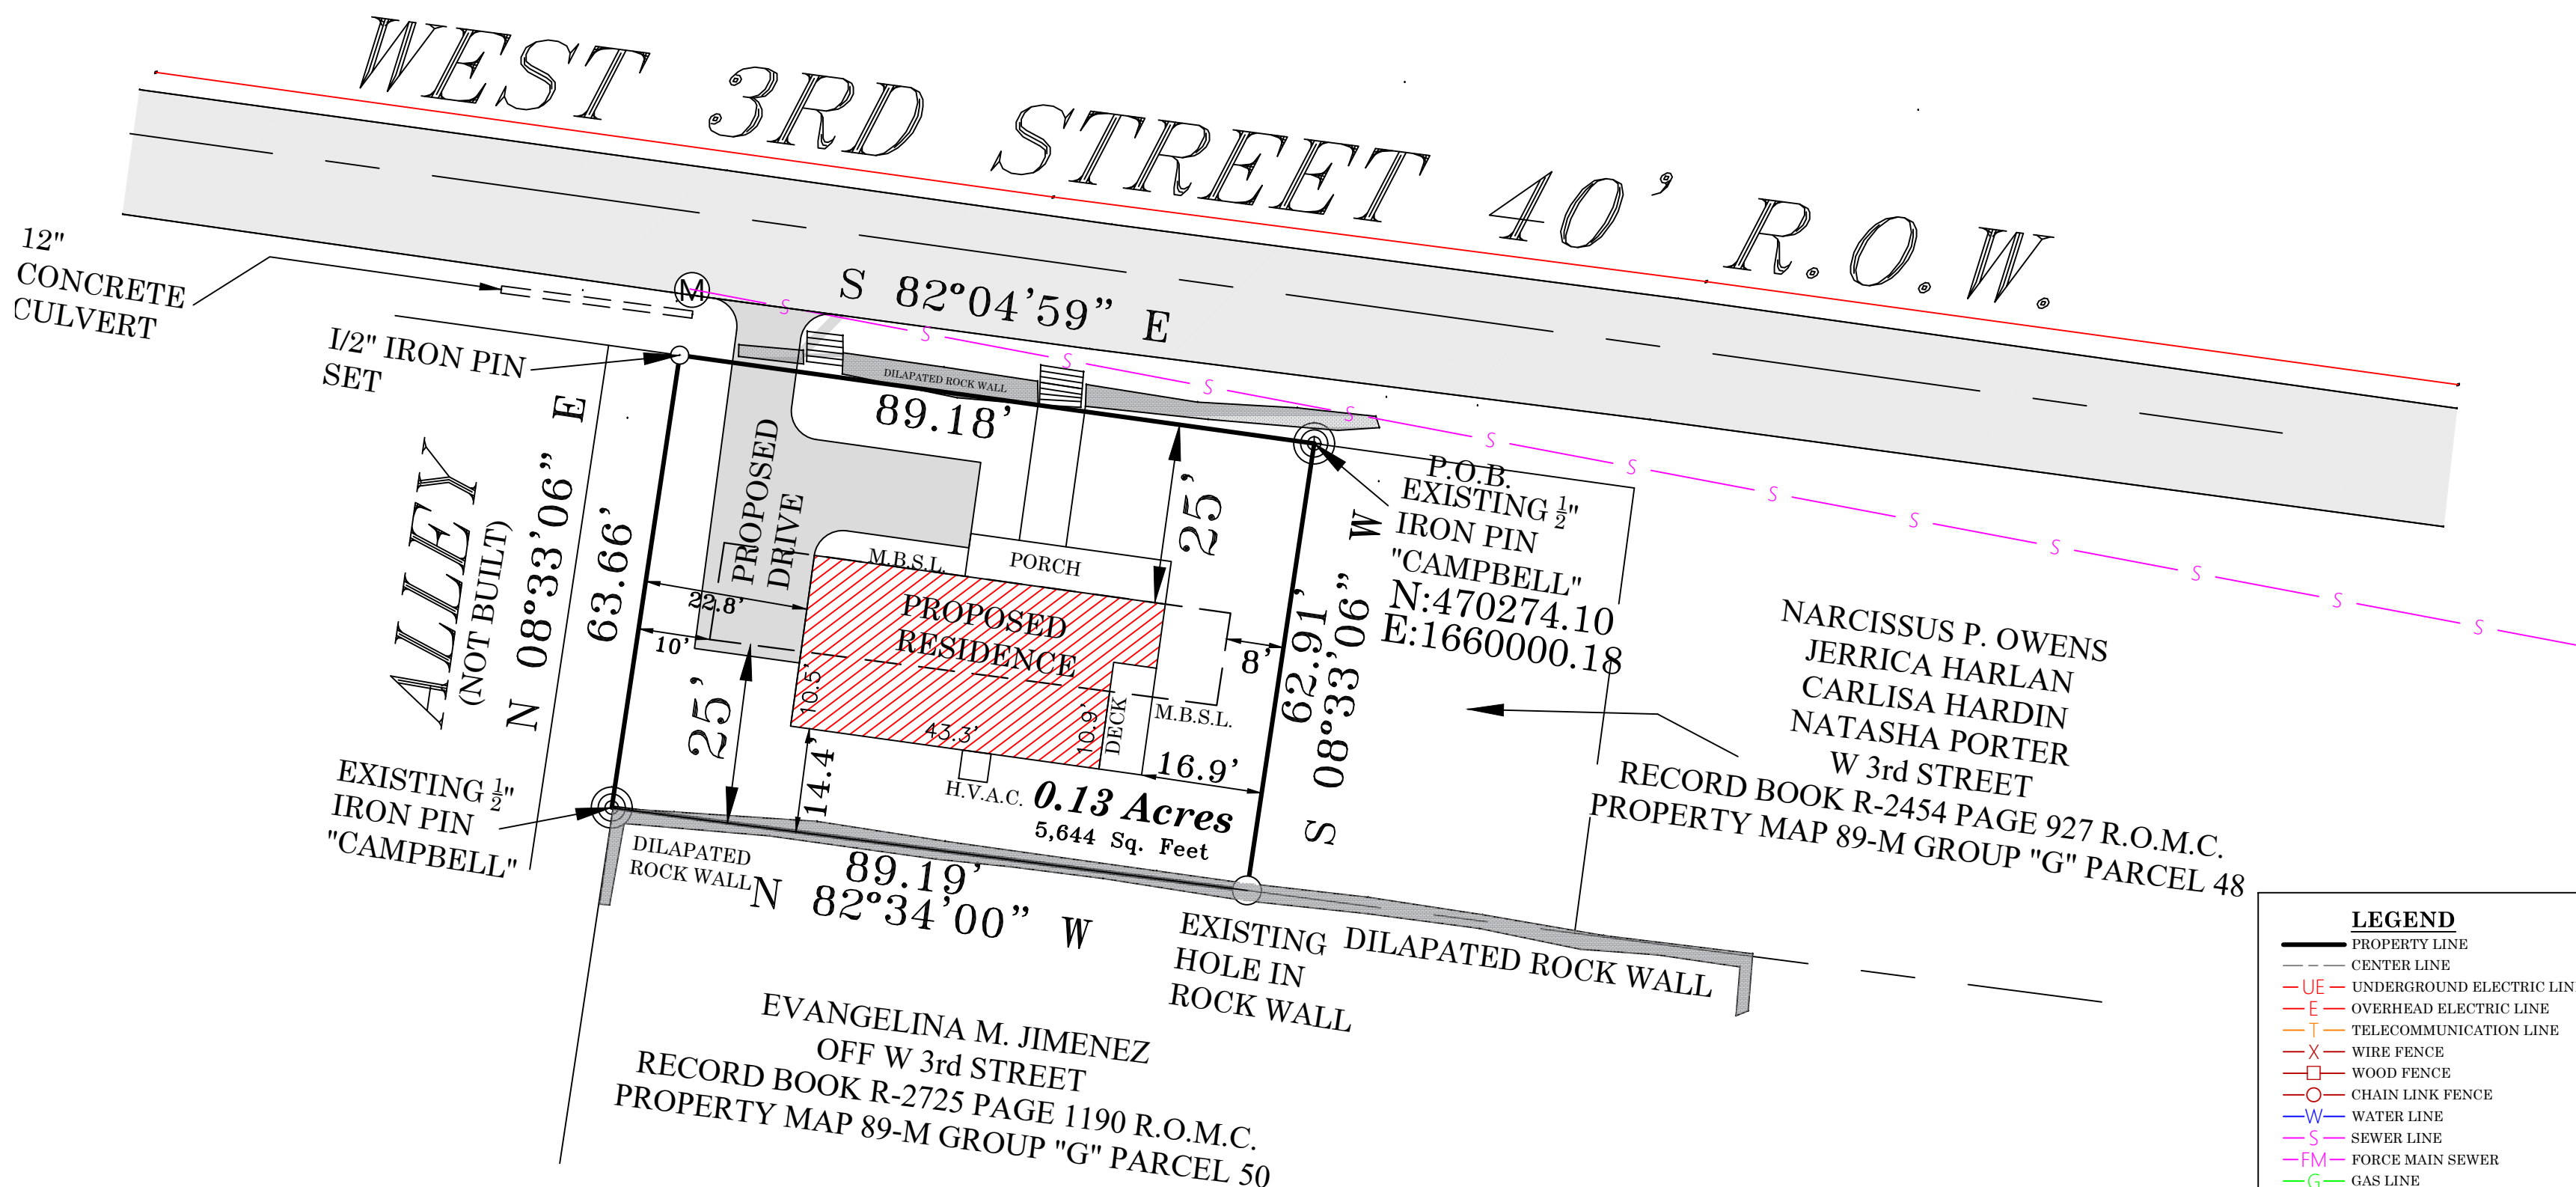 WEST 3RD STREET 40' R.O.W.
12"
CONCRETE
CULVERT
M
S 82°04'59" E
I/2" IRON PIN
SET
DILAPATED ROCK WALL
89.18'
ALLEY
(NOT BUILT)
N 08°33'06" E
63.66'
PROPOSED
DRIVE
25'
P.O.B.
EXISTING ½"
IRON PIN
"CAMPBELL"
N:470274.10
E:1660000.18
M.B.S.L.
PORCH
22.8'
10'
PROPOSED
RESIDENCE
8'
62.91'
S 08°33'06" W
25'
10.5'
43.3'
10.9'
DECK
M.B.S.L.
14.4'
16.9'
H.V.A.C.
0.13 Acres
5,644 Sq. Feet
EXISTING ½"
IRON PIN
"CAMPBELL"
DILAPATED
ROCK WALL
89.19'
N 82°34'00" W
EXISTING
HOLE IN
ROCK WALL
DILAPATED ROCK WALL
NARCISSUS P. OWENS
JERRICA HARLAN
CARLISA HARDIN
NATASHA PORTER
W 3rd STREET
RECORD BOOK R-2454 PAGE 927 R.O.M.C.
PROPERTY MAP 89-M GROUP "G" PARCEL 48
EVANGELINA M. JIMENEZ
OFF W 3rd STREET
RECORD BOOK R-2725 PAGE 1190 R.O.M.C.
PROPERTY MAP 89-M GROUP "G" PARCEL 50
S S S S S S S S S S S S S
LEGEND
PROPERTY LINE
CENTER LINE
UE UNDERGROUND ELECTRIC LIN
E OVERHEAD ELECTRIC LINE
T TELECOMMUNICATION LINE
X WIRE FENCE
WOOD FENCE
CHAIN LINK FENCE
W WATER LINE
S SEWER LINE
FM FORCE MAIN SEWER
G GAS LINE